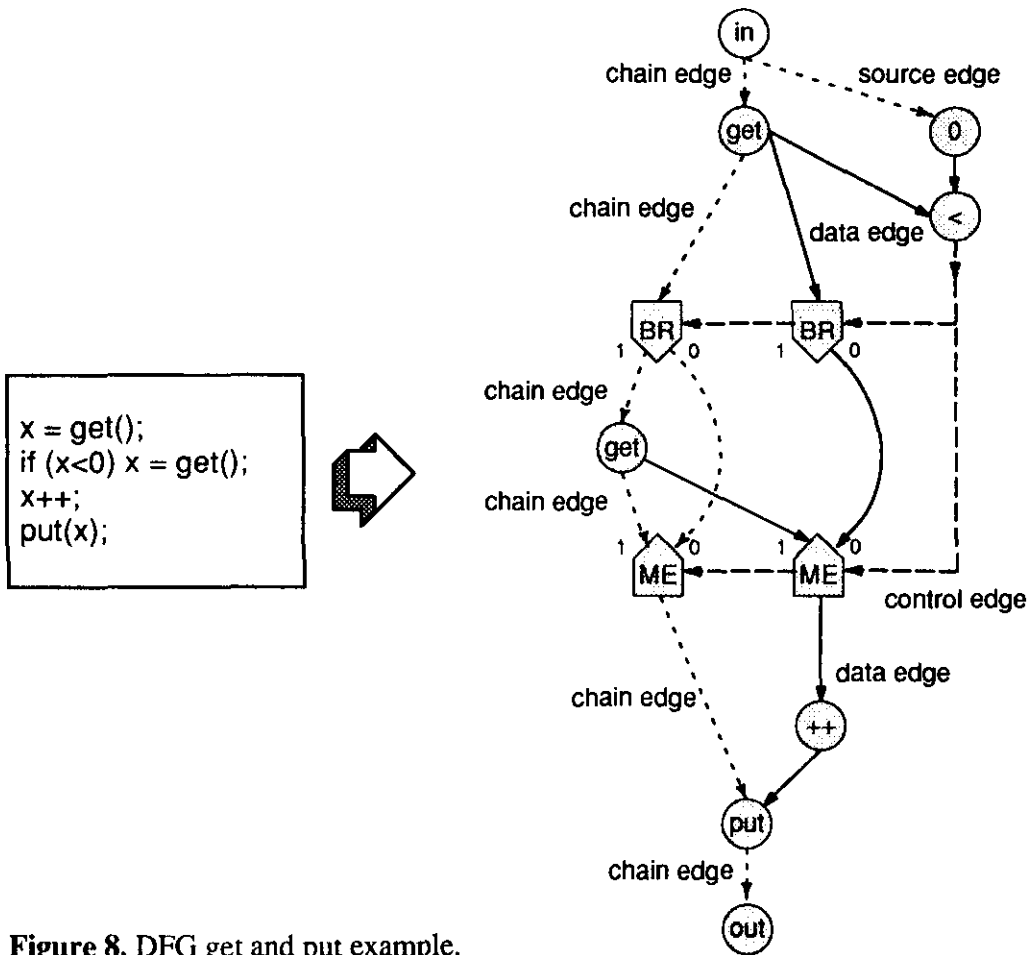 in
chain edge
source edge
get
0
chain edge
<
data edge
BR
BR
1
0
1
0
chain edge
x = get();
if (x<0) x = get();
x++;
put(x);
get
chain edge
1
0
1
0
ME
ME
control edge
data edge
chain edge
++
put
chain edge
out
Figure 8. DFG get and put example.